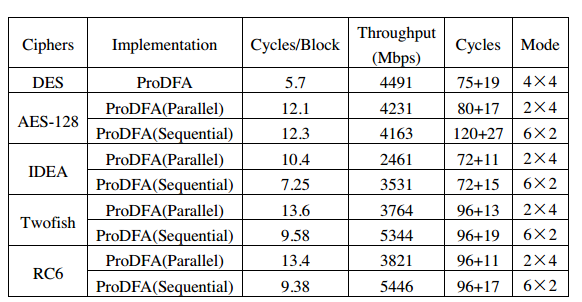 Ciphers Implementation Cycles/Block Throughput (Mbps) Cycles Mode
DES ProDFA 5.7 4491 75+19 4×4
AES-128 ProDFA(Parallel) 12.1 4231 80+17 2×4
ProDFA(Sequential) 12.3 4163 120+27 6×2
IDEA ProDFA(Parallel) 10.4 2461 72+11 2×4
ProDFA(Sequential) 7.25 3531 72+15 6×2
Twofish ProDFA(Parallel) 13.6 3764 96+13 2×4
ProDFA(Sequential) 9.58 5344 96+19 6×2
RC6 ProDFA(Parallel) 13.4 3821 96+11 2×4
ProDFA(Sequential) 9.38 5446 96+17 6×2